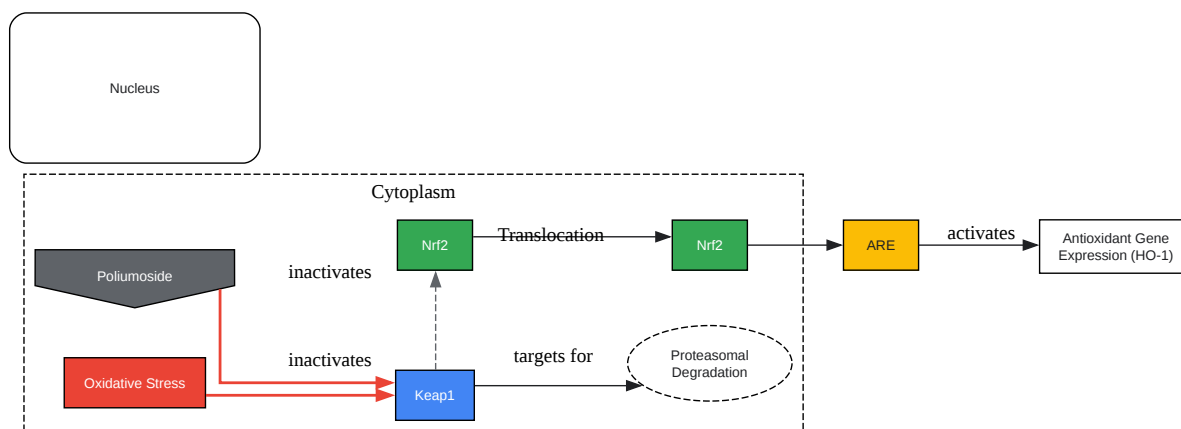 Nucleus
Cytoplasm
Nrf2
Translocation
Nrf2
ARE
activates
Antioxidant Gene
Expression (HO-1)
Poliumoside
inactivates
Oxidative Stress
inactivates
Keap1
targets for
Proteasomal
Degradation